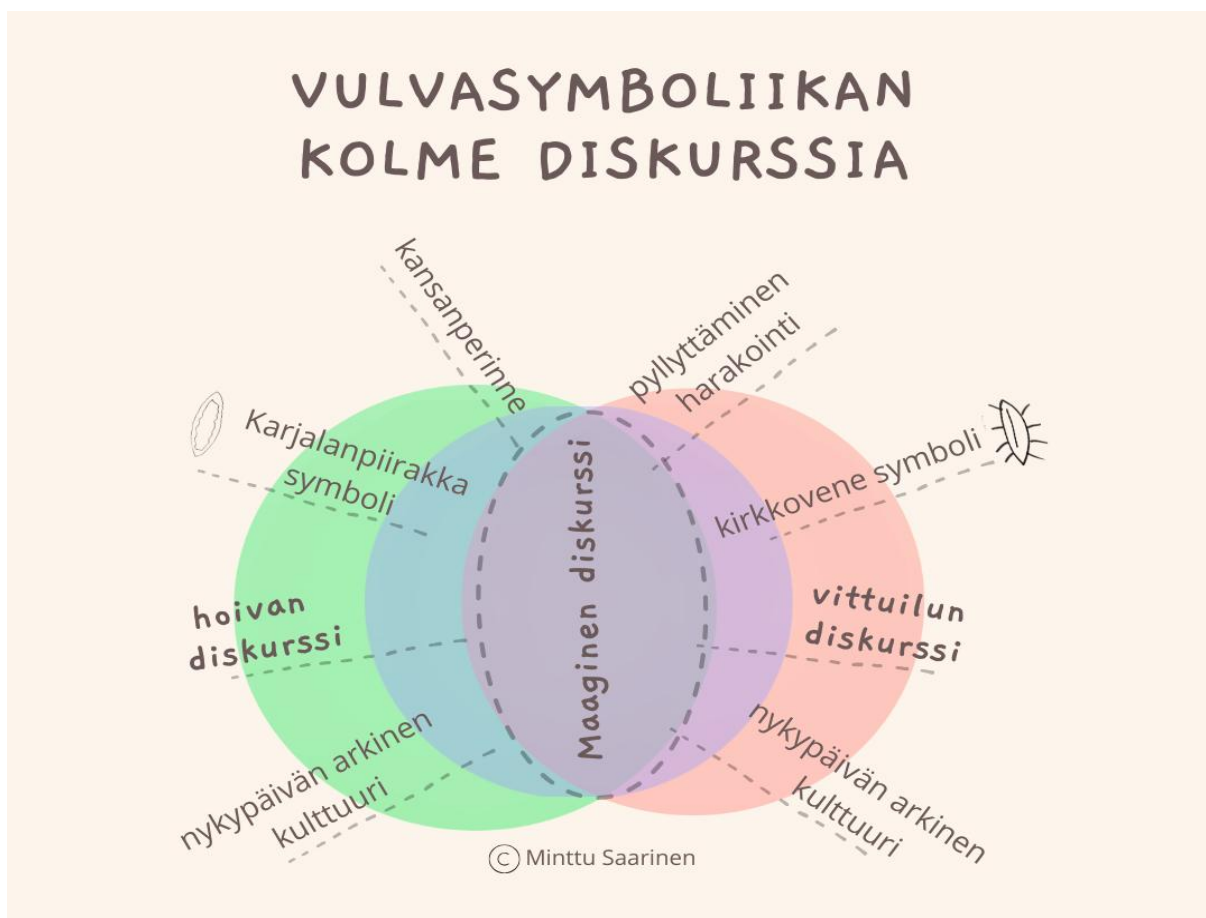 VULVASYMBOLIIKAN
KOLME DISKURSSIA
kansanperinne
pyllyttäminen
harakointi
Karjalanpiirakka
symboli
kirkkovene symboli
Maaginen diskurssi
hoivan
diskurssi
vittuilun
diskurssi
nykypäivän arkinen
kulttuuri
nykypäivän arkinen
kulttuuri
© Minttu Saarinen